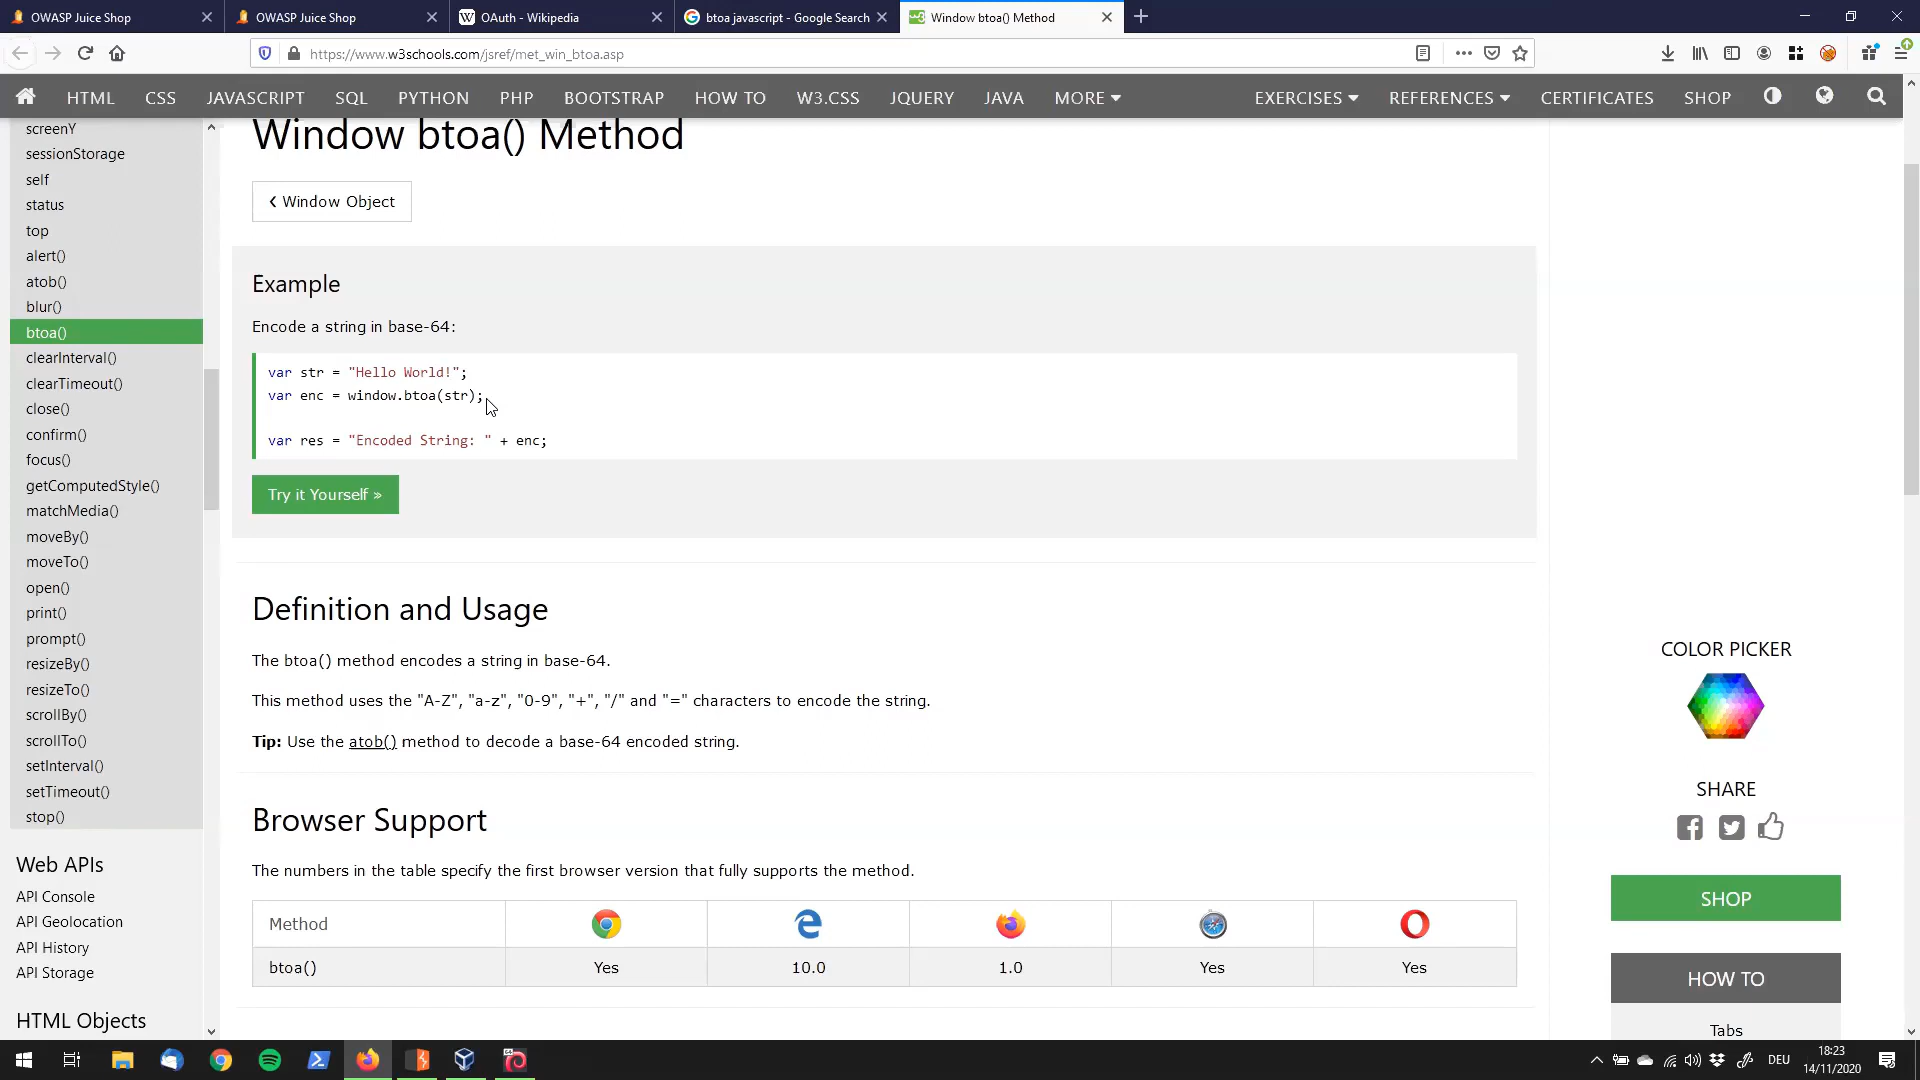 OWASP Juice Shop
OWASP Juice Shop
OAuth - Wikipedia
btoa javascript - Google Search
Window btoa() Method
https://www.w3schools.com/jsref/met_win_btoa.asp
HTML CSS JAVASCRIPT SQL PYTHON PHP BOOTSTRAP HOW TO W3.CSS JQUERY JAVA MORE EXERCISES REFERENCES CERTIFICATES SHOP
screenY
sessionStorage
self
status
top
alert()
atob()
blur()
btoa()
clearInterval()
clearTimeout()
close()
confirm()
focus()
getComputedStyle()
matchMedia()
moveBy()
moveTo()
open()
print()
prompt()
resizeBy()
resizeTo()
scrollBy()
scrollTo()
setInterval()
setTimeout()
stop()
Web APIs
API Console
API Geolocation
API History
API Storage
HTML Objects
Window btoa() Method
❮ Window Object
Example
Encode a string in base-64:
var str = "Hello World!";
var enc = window.btoa(str);
var res = "Encoded String: " + enc;
Try it Yourself »
Definition and Usage
The btoa() method encodes a string in base-64.
This method uses the "A-Z", "a-z", "0-9", "+", "/" and "=" characters to encode the string.
Tip: Use the atob() method to decode a base-64 encoded string.
Browser Support
The numbers in the table specify the first browser version that fully supports the method.
Method
btoa() Yes 10.0 1.0 Yes Yes
COLOR PICKER
SHARE
SHOP
HOW TO
Tabs
DEU
18:23
14/11/2020